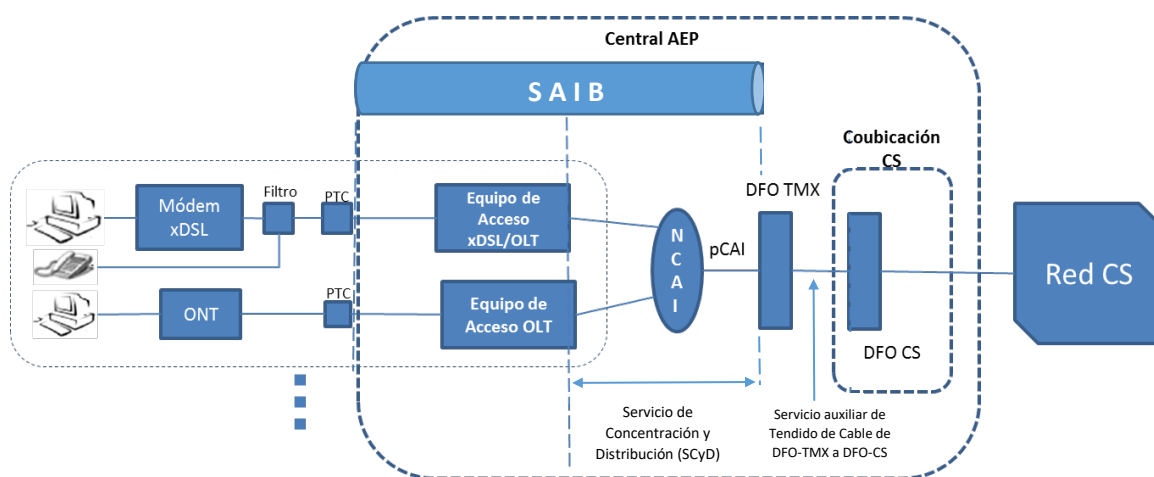 Central AEP
S A I B
Coubicación
CS
DFO TMX
Filtro
PTC
Módem
xDSL
Equipo de
Acceso
xDSL/OLT
N
C
A
I
pCAI
Red CS
PTC
ONT
Equipo de
Acceso OLT
DFO CS
Servicio de
Concentración y
Distribución (SCyD)
Servicio auxiliar de
Tendido de Cable de
DFO-TMX a DFO-CS